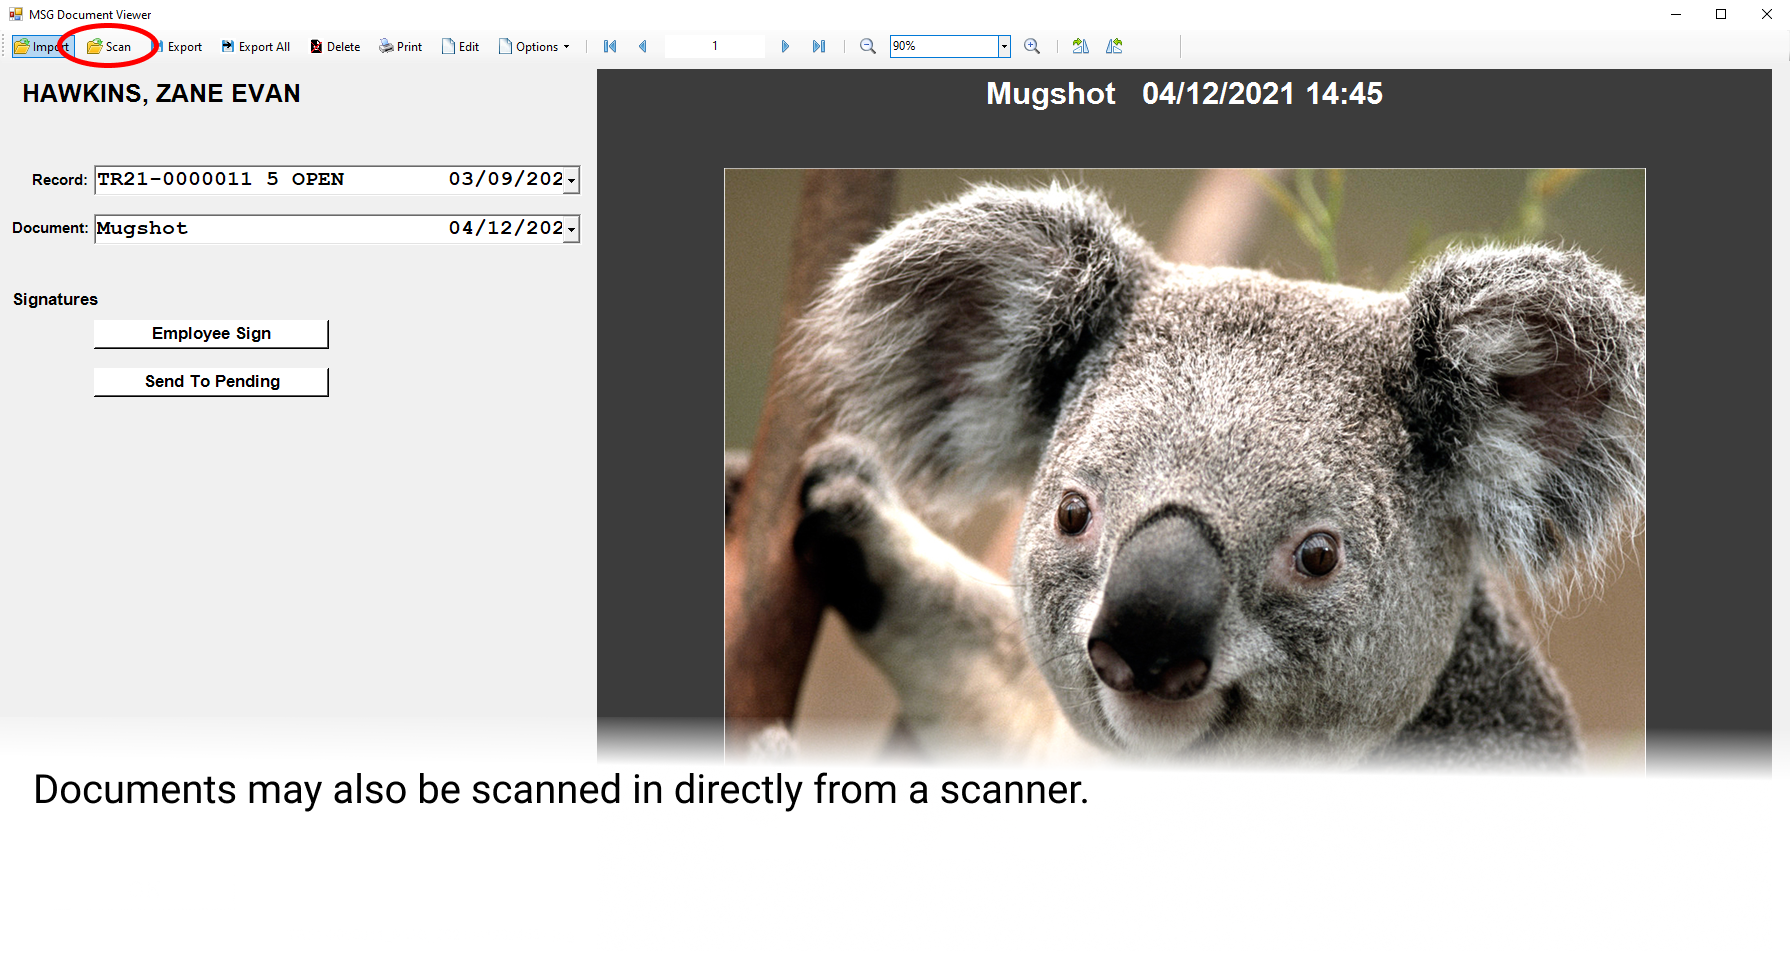 MSG Document Viewer
Import Scan Export Export All Delete Print Edit Options 1 90%
HAWKINS, ZANE EVAN
Mugshot 04/12/2021 14:45
Record: TR21-0000011 5 OPEN 03/09/202
Document: Mugshot 04/12/202
Signatures
Employee Sign
Send To Pending
Documents may also be scanned in directly from a scanner.